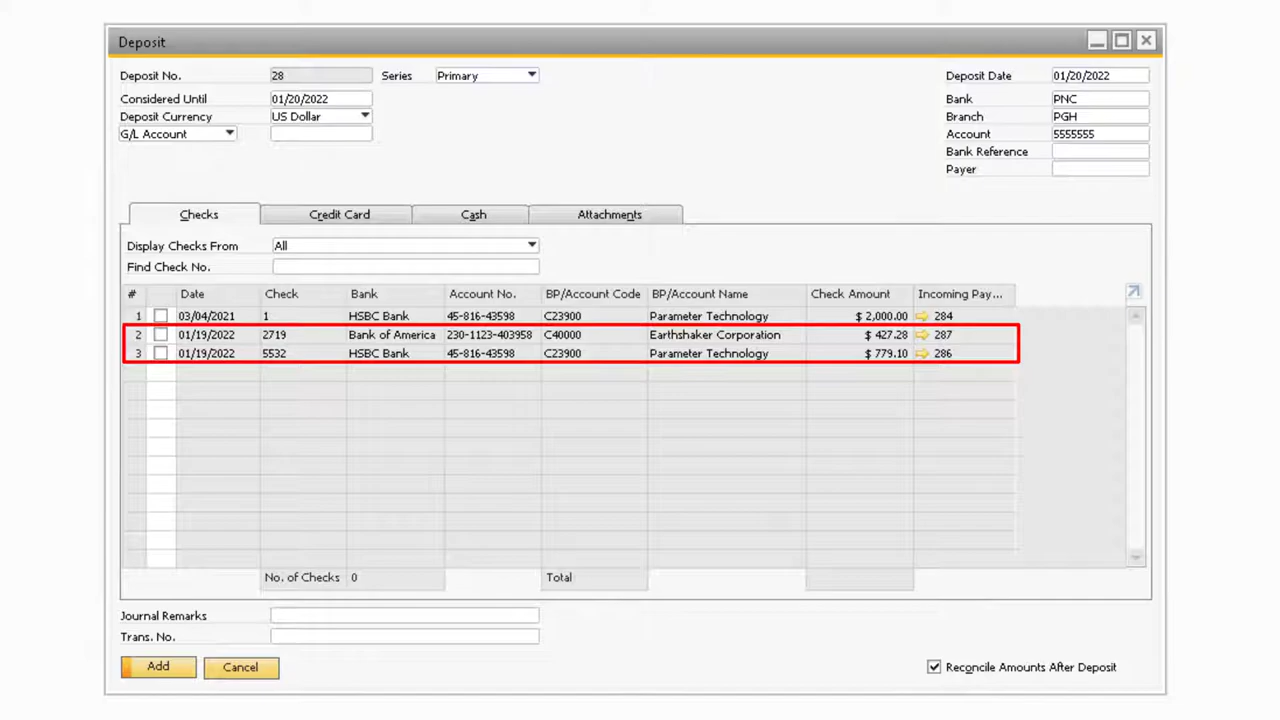 Deposit
Deposit No. 28 Series Primary Deposit Date 01/20/2022
Considered Until 01/20/2022 Bank PNC
Deposit Currency US Dollar Branch PGH
G/L Account Account 5555555
Bank Reference
Payer
Checks Credit Card Cash Attachments
Display Checks From All
Find Check No.
# Date Check Bank Account No. BP/Account Code BP/Account Name Check Amount Incoming Pay...
1 03/04/2021 1 HSBC Bank 45-816-43598 C23900 Parameter Technology $ 2,000.00 284
2 01/19/2022 2719 Bank of America 230-1123-403958 C40000 Earthshaker Corporation $ 427.28 287
3 01/19/2022 5532 HSBC Bank 45-816-43598 C23900 Parameter Technology $ 779.10 286
No. of Checks 0 Total
Journal Remarks
Trans. No.
Add Cancel Reconcile Amounts After Deposit